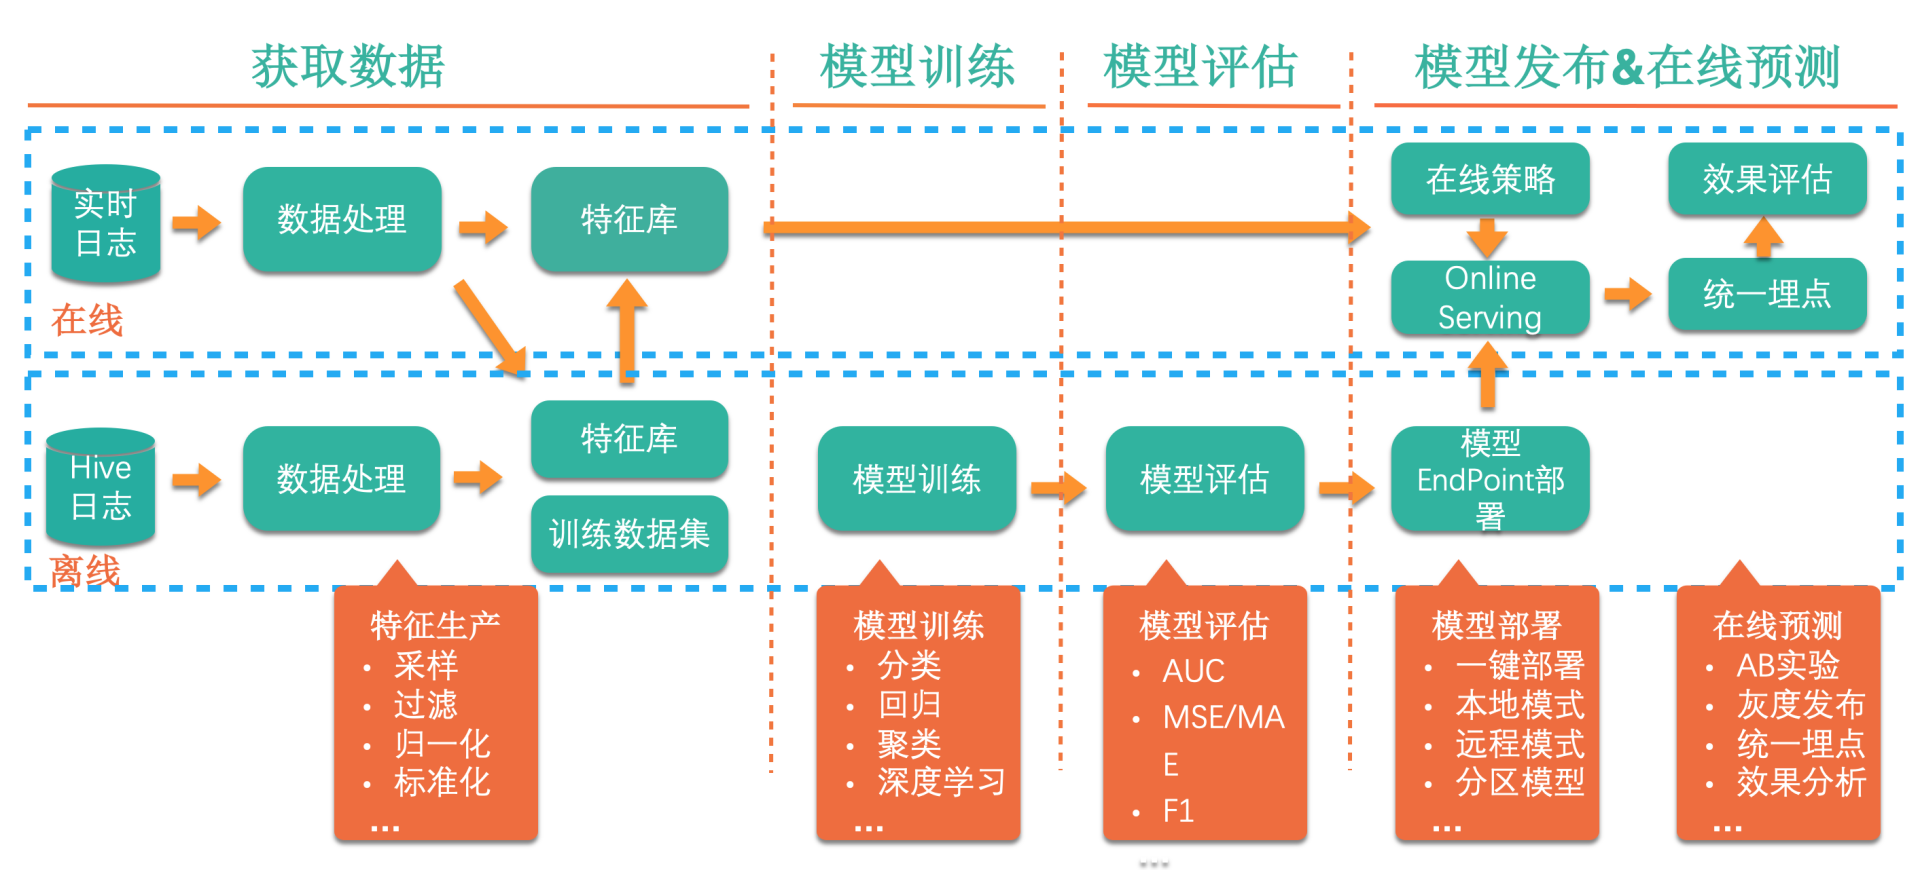 获取数据
模型训练
模型评估
模型发布&在线预测
实时
日志
数据处理
特征库
在线策略
效果评估
Online
Serving
统一埋点
在线
Hive
日志
数据处理
特征库
训练数据集
模型训练
模型评估
模型
EndPoint部
署
离线
特征生产
• 采样
• 过滤
• 归一化
• 标准化
...
模型训练
• 分类
• 回归
• 聚类
• 深度学习
...
模型评估
• AUC
• MSE/MA
E
• F1
...
模型部署
• 一键部署
• 本地模式
• 远程模式
• 分区模型
...
在线预测
• AB实验
• 灰度发布
• 统一埋点
• 效果分析
...